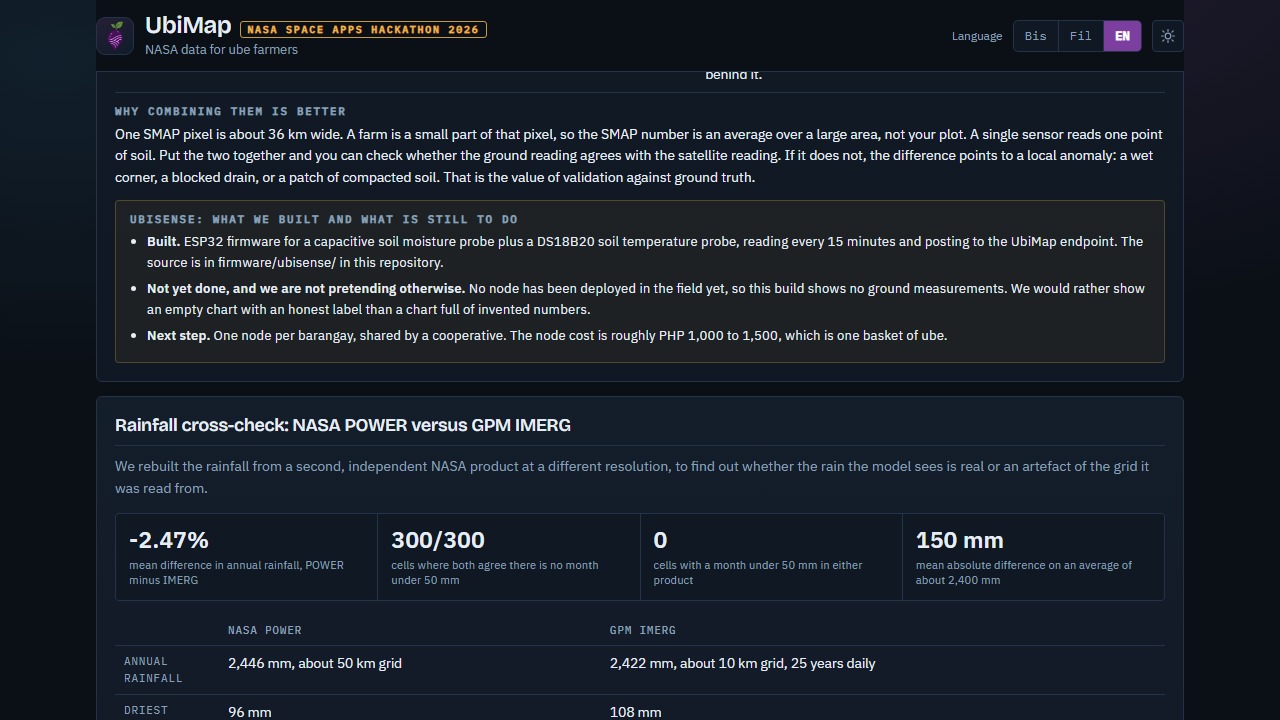 UbiMap NASA SPACE APPS HACKATHON 2026
NASA data for ube farmers
Language Bis Fil EN
behind it.
WHY COMBINING THEM IS BETTER
One SMAP pixel is about 36 km wide. A farm is a small part of that pixel, so the SMAP number is an average over a large area, not your plot. A single sensor reads one point
of soil. Put the two together and you can check whether the ground reading agrees with the satellite reading. If it does not, the difference points to a local anomaly: a wet
corner, a blocked drain, or a patch of compacted soil. That is the value of validation against ground truth.
UBISENSE: WHAT WE BUILT AND WHAT IS STILL TO DO
• Built. ESP32 firmware for a capacitive soil moisture probe plus a DS18B20 soil temperature probe, reading every 15 minutes and posting to the UbiMap endpoint. The
source is in firmware/ubisense/ in this repository.
• Not yet done, and we are not pretending otherwise. No node has been deployed in the field yet, so this build shows no ground measurements. We would rather show
an empty chart with an honest label than a chart full of invented numbers.
• Next step. One node per barangay, shared by a cooperative. The node cost is roughly PHP 1,000 to 1,500, which is one basket of ube.
Rainfall cross-check: NASA POWER versus GPM IMERG
We rebuilt the rainfall from a second, independent NASA product at a different resolution, to find out whether the rain the model sees is real or an artefact of the grid it
was read from.
-2.47%
mean difference in annual rainfall, POWER
minus IMERG
300/300
cells where both agree there is no month
under 50 mm
0
cells with a month under 50 mm in either
product
150 mm
mean absolute difference on an average of
about 2,400 mm
NASA POWER GPM IMERG
ANNUAL
RAINFALL
2,446 mm, about 50 km grid
2,422 mm, about 10 km grid, 25 years daily
DRIEST
96 mm
108 mm